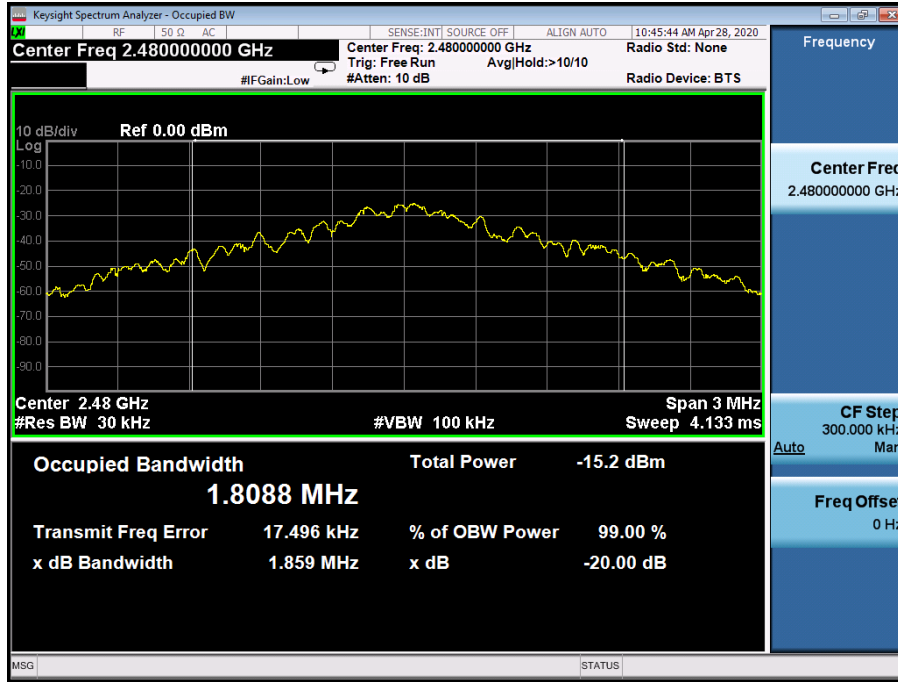 Keysight Spectrum Analyzer - Occupied BW
LXI RF 50 Ω AC SENSE:INT SOURCE OFF ALIGN AUTO 10:45:44 AM Apr 28, 2020
Center Freq 2.480000000 GHz
Center Freq: 2.480000000 GHz
Radio Std: None
Trig: Free Run Avg|Hold:>10/10
#IFGain:Low
#Atten: 10 dB
Radio Device: BTS
10 dB/div Ref 0.00 dBm
Log
-10.0
-20.0
-30.0
-40.0
-50.0
-60.0
-70.0
-80.0
-90.0
Center 2.48 GHz Span 3 MHz
#Res BW 30 kHz #VBW 100 kHz Sweep 4.133 ms
Occupied Bandwidth Total Power -15.2 dBm
1.8088 MHz
Transmit Freq Error 17.496 kHz % of OBW Power 99.00 %
x dB Bandwidth 1.859 MHz x dB -20.00 dB
MSG STATUS
Frequency
Center Freq
2.480000000 GHz
CF Step
300.000 kHz
Auto Man
Freq Offset
0 Hz